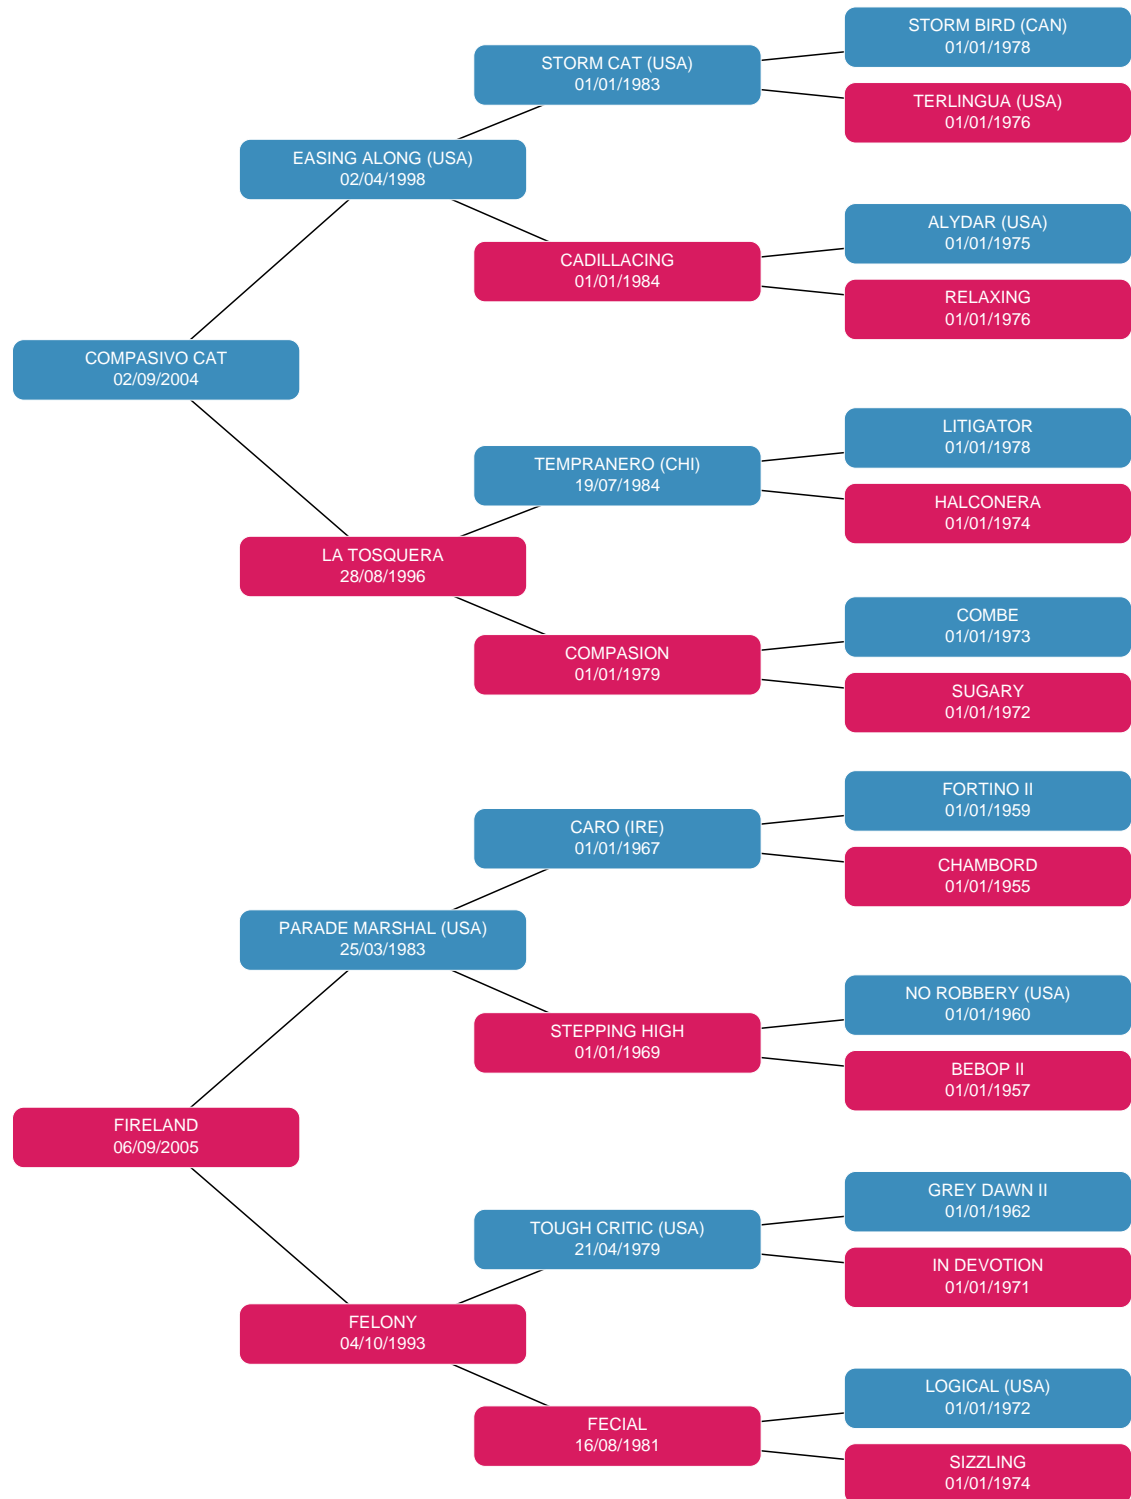 STORM BIRD (CAN)
01/01/1978
STORM CAT (USA)
01/01/1983
TERLINGUA (USA)
01/01/1976
EASING ALONG (USA)
02/04/1998
ALYDAR (USA)
01/01/1975
CADILLACING
01/01/1984
RELAXING
01/01/1976
COMPASIVO CAT
02/09/2004
LITIGATOR
01/01/1978
TEMPRANERO (CHI)
19/07/1984
HALCONERA
01/01/1974
LA TOSQUERA
28/08/1996
COMBE
01/01/1973
COMPASION
01/01/1979
SUGARY
01/01/1972
FORTINO II
01/01/1959
CARO (IRE)
01/01/1967
CHAMBORD
01/01/1955
PARADE MARSHAL (USA)
25/03/1983
NO ROBBERY (USA)
01/01/1960
STEPPING HIGH
01/01/1969
BEBOP II
01/01/1957
FIRELAND
06/09/2005
GREY DAWN II
01/01/1962
TOUGH CRITIC (USA)
21/04/1979
IN DEVOTION
01/01/1971
FELONY
04/10/1993
LOGICAL (USA)
01/01/1972
FECIAL
16/08/1981
SIZZLING
01/01/1974